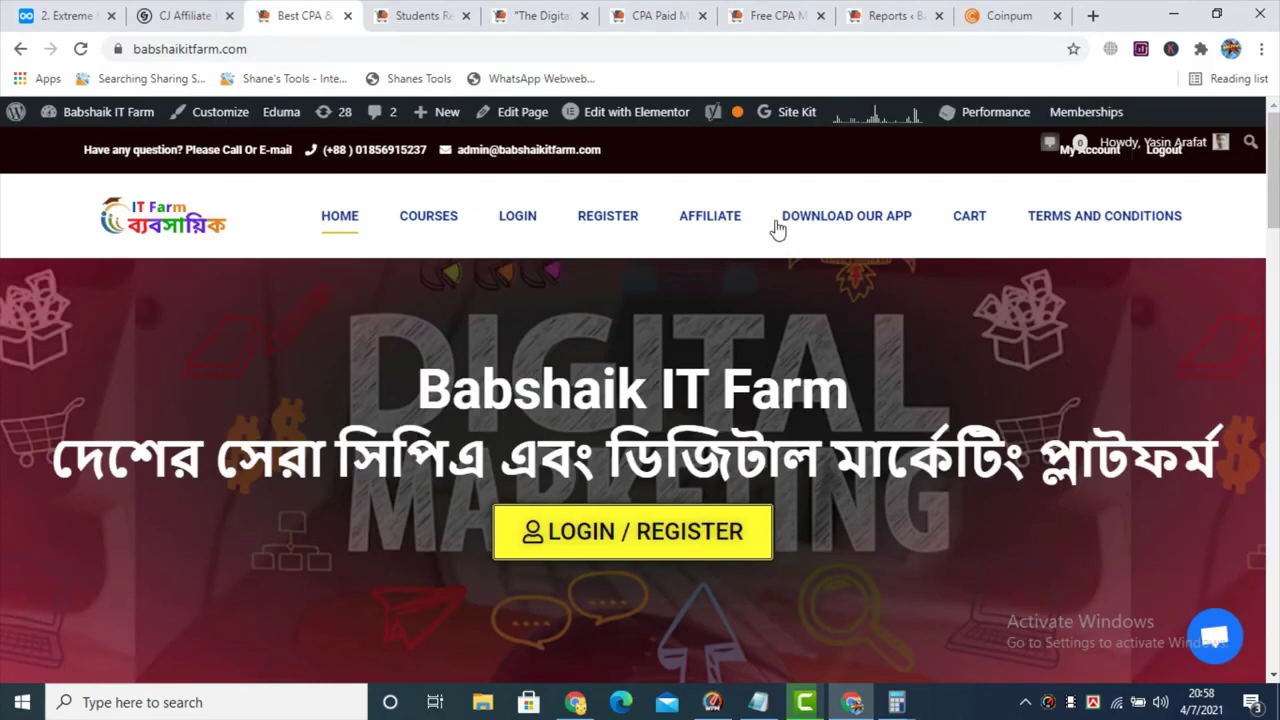 2. Extreme
CJ Affiliate
Best CPA &
Students Re
"The Digita
CPA Paid M
Free CPA M
Reports ‹ B
Coinpum
babshaikitfarm.com
Apps
Searching Sharing S...
Shane's Tools - Inte...
Shanes Tools
WhatsApp Webweb...
Reading list
Babshaik IT Farm
Customize
Eduma
28
2
New
Edit Page
Edit with Elementor
Site Kit
Performance
Memberships
Have any question? Please Call Or E-mail
(+88 ) 01856915237
admin@babshaikitfarm.com
0
Howdy, Yasin Arafat
My Account
Logout
IT Farm
ব্যবসায়িক
HOME
COURSES
LOGIN
REGISTER
AFFILIATE
DOWNLOAD OUR APP
CART
TERMS AND CONDITIONS
DIGITAL
MARKETING
Babshaik IT Farm
দেশের সেরা সিপিএ এবং ডিজিটাল মার্কেটিং প্লাটফর্ম
LOGIN / REGISTER
Activate Windows
Go to Settings to activate Windows.
Type here to search
20:58
4/7/2021
3